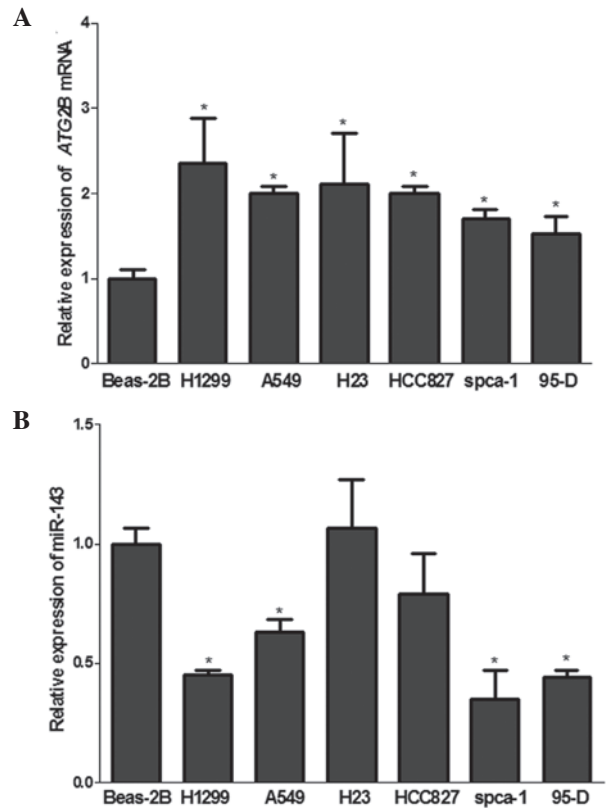 A
Relative expression of ATG2B mRNA
4
3
2
1
0
* * * * * *
Beas-2B H1299 A549 H23 HCC827 spca-1 95-D
B
Relative expression of miR-143
1.5
1.0
0.5
0.0
* * * *
Beas-2B H1299 A549 H23 HCC827 spca-1 95-D